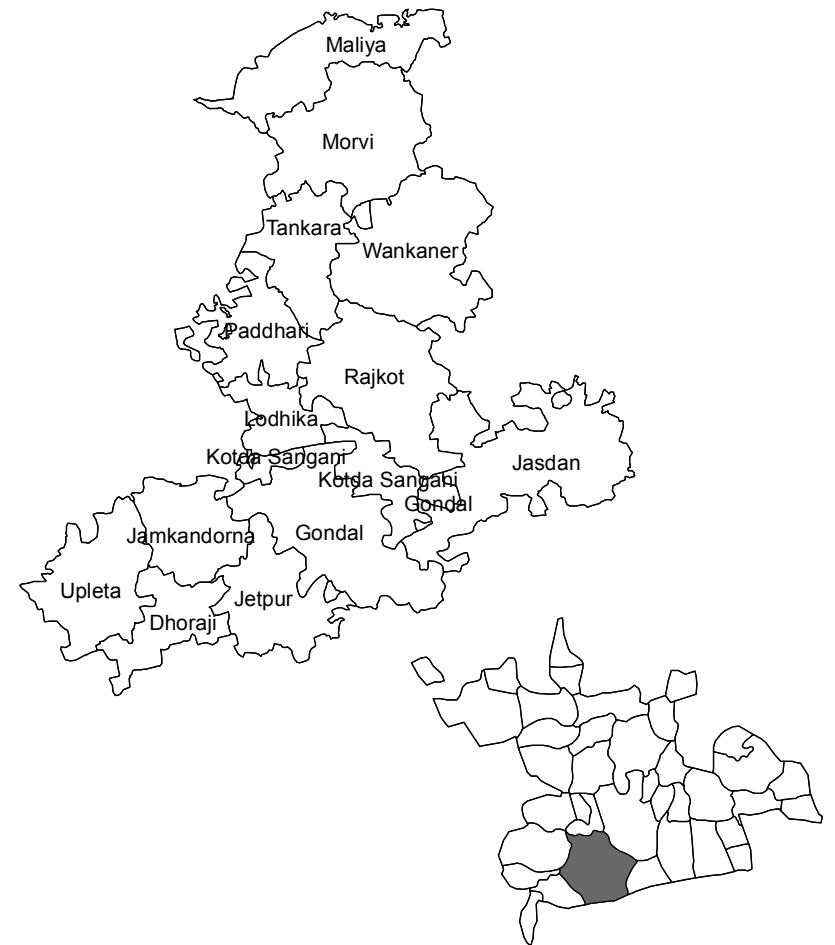 Maliya
Morvi
Tankara
Wankaner
Paddhari
Rajkot
Lodhika
Kotda Sangani
Jasdan
Kotda Sangani
Gondal
Gondal
Jamkandorna
Upleta
Jetpur
Dhoraji